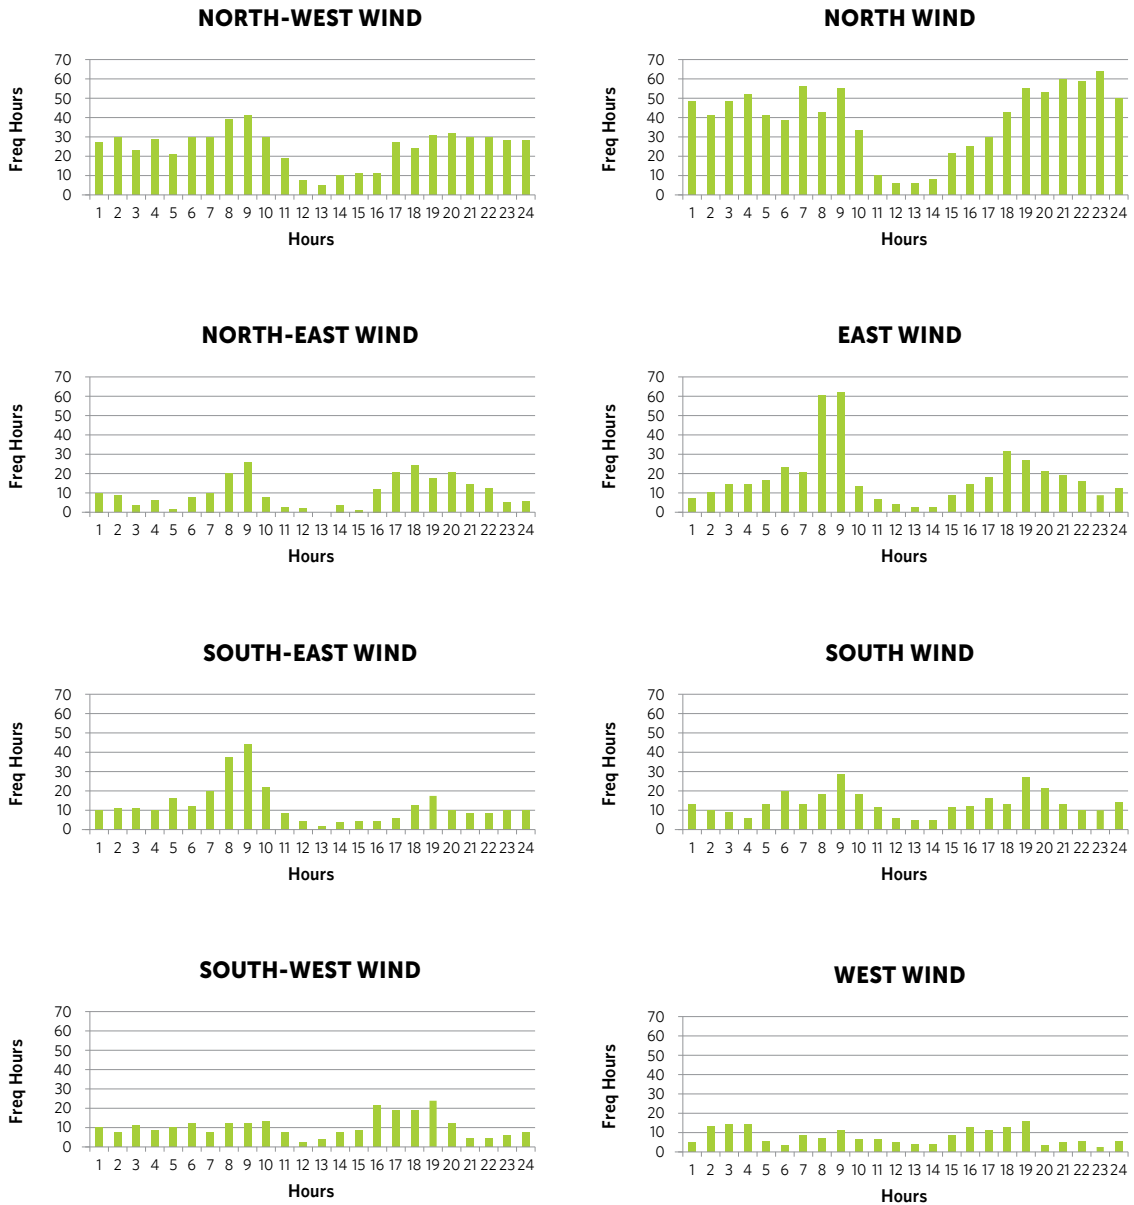 NORTH-WEST WIND
70
60
50
40
30
20
10
0
Freq Hours
1 2 3 4 5 6 7 8 9 10 11 12 13 14 15 16 17 18 19 20 21 22 23 24
Hours
NORTH WIND
70
60
50
40
30
20
10
0
Freq Hours
1 2 3 4 5 6 7 8 9 10 11 12 13 14 15 16 17 18 19 20 21 22 23 24
Hours
NORTH-EAST WIND
70
60
50
40
30
20
10
0
Freq Hours
1 2 3 4 5 6 7 8 9 10 11 12 13 14 15 16 17 18 19 20 21 22 23 24
Hours
EAST WIND
70
60
50
40
30
20
10
0
Freq Hours
1 2 3 4 5 6 7 8 9 10 11 12 13 14 15 16 17 18 19 20 21 22 23 24
Hours
SOUTH-EAST WIND
70
60
50
40
30
20
10
0
Freq Hours
1 2 3 4 5 6 7 8 9 10 11 12 13 14 15 16 17 18 19 20 21 22 23 24
Hours
SOUTH WIND
70
60
50
40
30
20
10
0
Freq Hours
1 2 3 4 5 6 7 8 9 10 11 12 13 14 15 16 17 18 19 20 21 22 23 24
Hours
SOUTH-WEST WIND
70
60
50
40
30
20
10
0
Freq Hours
1 2 3 4 5 6 7 8 9 10 11 12 13 14 15 16 17 18 19 20 21 22 23 24
Hours
WEST WIND
70
60
50
40
30
20
10
0
Freq Hours
1 2 3 4 5 6 7 8 9 10 11 12 13 14 15 16 17 18 19 20 21 22 23 24
Hours